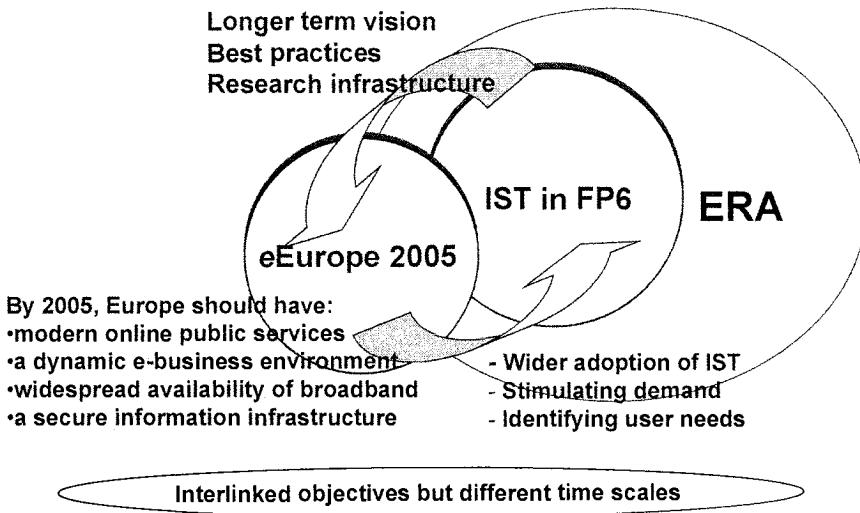 Longer term vision
Best practices
Research infrastructure
IST in FP6
ERA
eEurope 2005
By 2005, Europe should have:
•modern online public services
•a dynamic e-business environment
•widespread availability of broadband
•a secure information infrastructure
- Wider adoption of IST
- Stimulating demand
- Identifying user needs
Interlinked objectives but different time scales